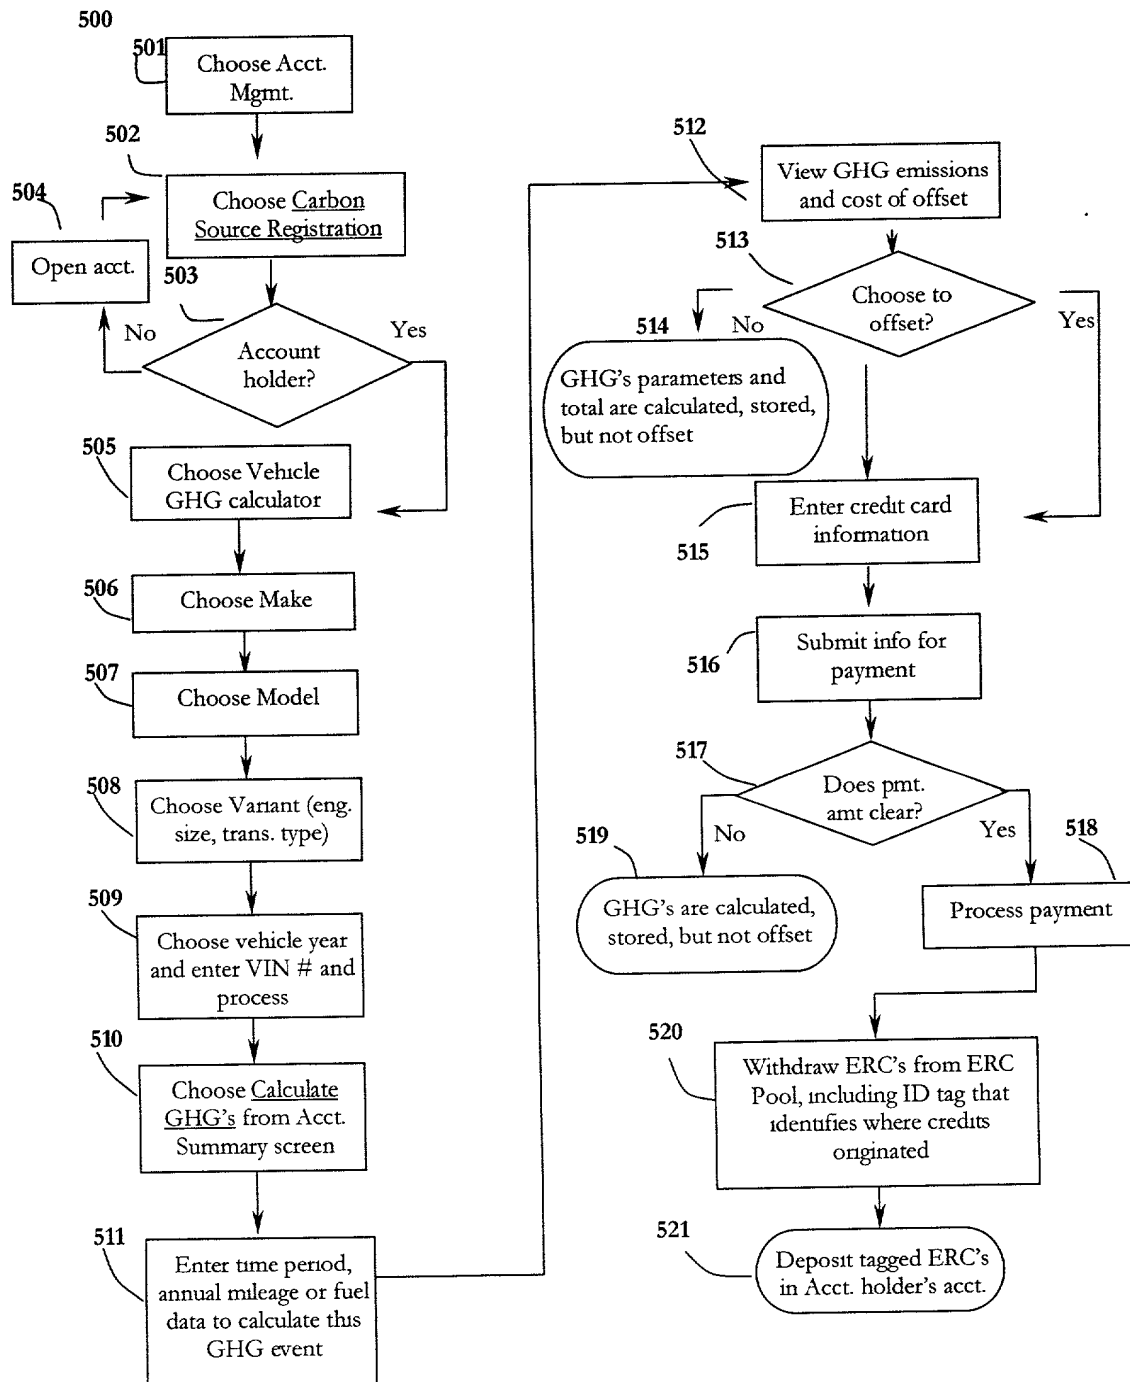 500
501
Choose Acct.
Mgmt.
502
Choose Carbon
Source Registration
504
Open acct.
503
No
Yes
Account
holder?
505
Choose Vehicle
GHG calculator
506
Choose Make
507
Choose Model
508
Choose Variant (eng.
size, trans. type)
509
Choose vehicle year
and enter VIN # and
process
510
Choose Calculate
GHG's from Acct.
Summary screen
511
Enter time period,
annual mileage or fuel
data to calculate this
GHG event
512
View GHG emissions
and cost of offset
513
Choose to
offset?
No
Yes
514
GHG's parameters and
total are calculated, stored,
but not offset
515
Enter credit card
information
516
Submit info for
payment
517
Does pmt.
amt clear?
No
Yes
518
Process payment
519
GHG's are calculated,
stored, but not offset
520
Withdraw ERC's from ERC
Pool, including ID tag that
identifies where credits
originated
521
Deposit tagged ERC's
in Acct. holder's acct.